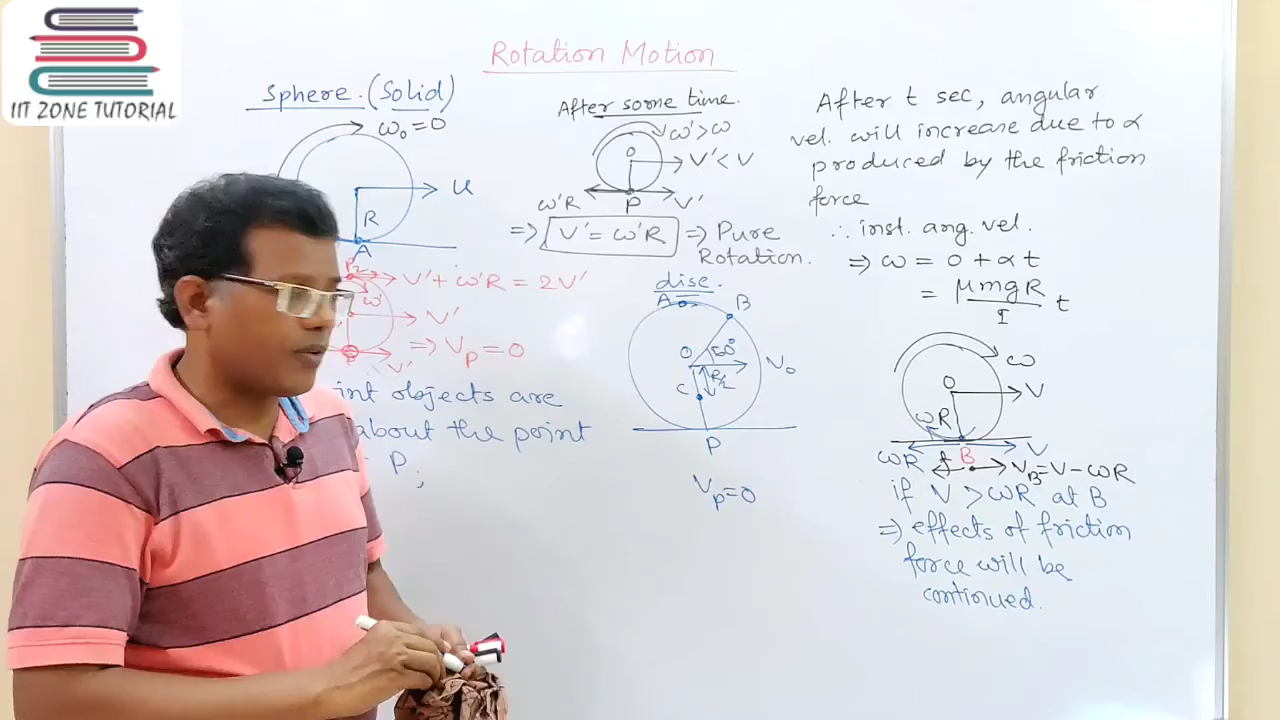 IIT ZONE TUTORIAL
Rotation Motion
Sphere. (Solid)
ω₀ = 0
u
R
A
P₂
V' + ω'R = 2V'
ω'
V'
V'
⇒ Vp = 0
int objects are
about the point
P,
After some time.
ω' > ω
O
V' < V
ω'R
P
V'
⇒ V' = ω'R ⇒ Pure
Rotation.
disc.
A
B
O
60°
V₀
R/2
C
P
Vp = 0
After t sec, angular
vel. will increase due to α
produced by the friction
force
∴ inst. ang. vel.
⇒ ω = 0 + αt
= μmgR/I t
ω
O
V
ωR
ωR
f
B
V
V_B = V - ωR
if V > ωR at B
⇒ effects of friction
force will be
continued.